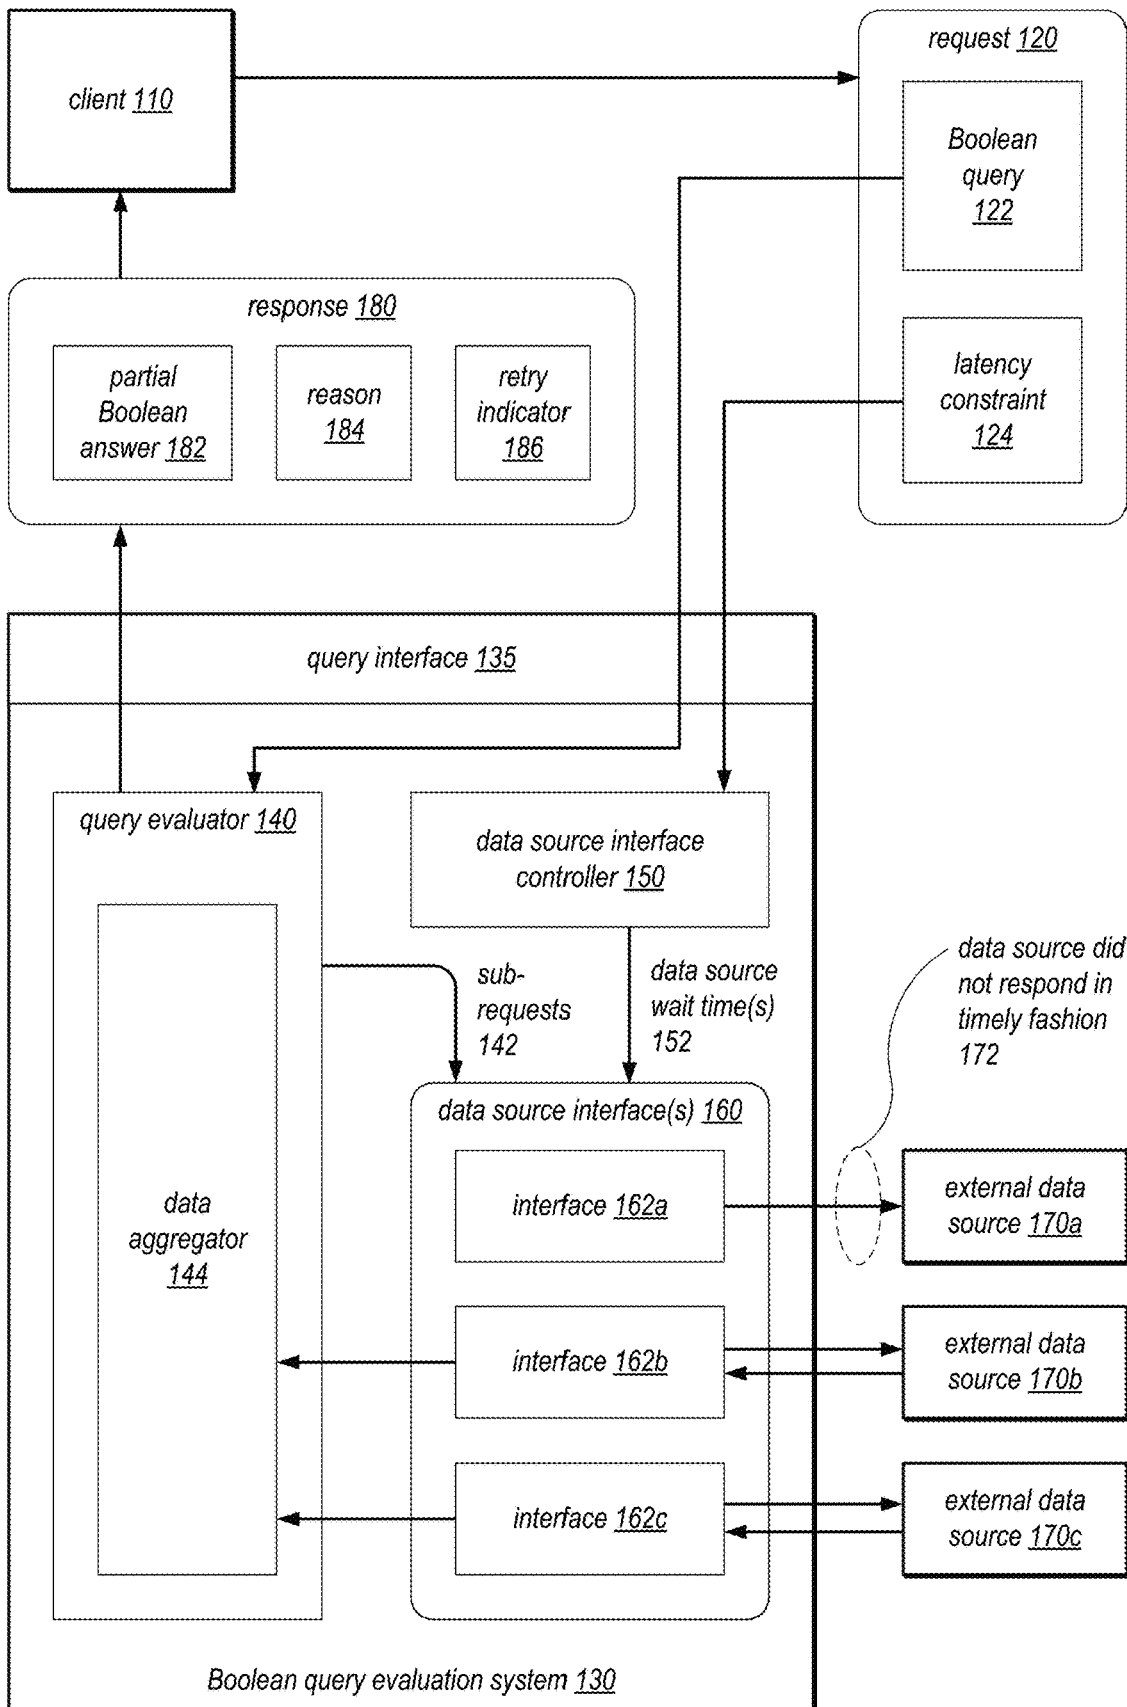 client 110
request 120
Boolean
query
122
latency
constraint
124
response 180
partial
Boolean
answer 182
reason
184
retry
indicator
186
query interface 135
query evaluator 140
data source interface
controller 150
sub-
requests
142
data source
wait time(s)
152
data source did
not respond in
timely fashion
172
data source interface(s) 160
data
aggregator
144
interface 162a
external data
source 170a
interface 162b
external data
source 170b
interface 162c
external data
source 170c
Boolean query evaluation system 130